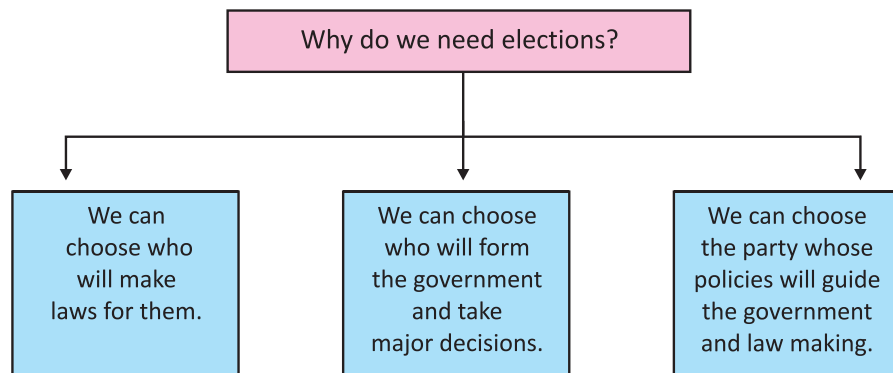 Why do we need elections?
We can
choose who
will make
laws for them.
We can choose
who will form
the government
and take
major decisions.
We can choose
the party whose
policies will guide
the government
and law making.